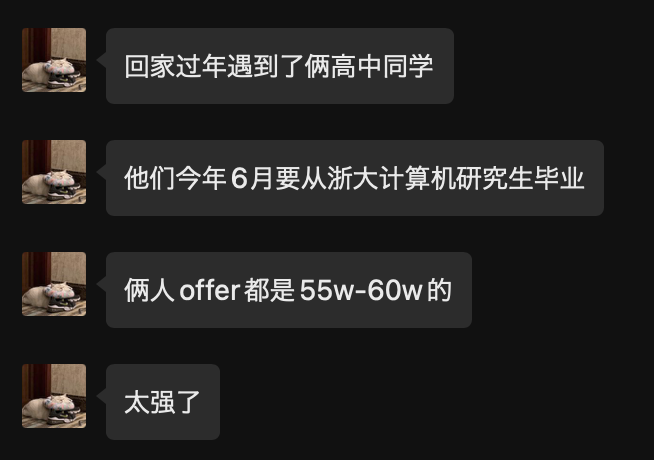 回家过年遇到了俩高中同学
他们今年6月要从浙大计算机研究生毕业
俩人offer都是55w-60w的
太强了